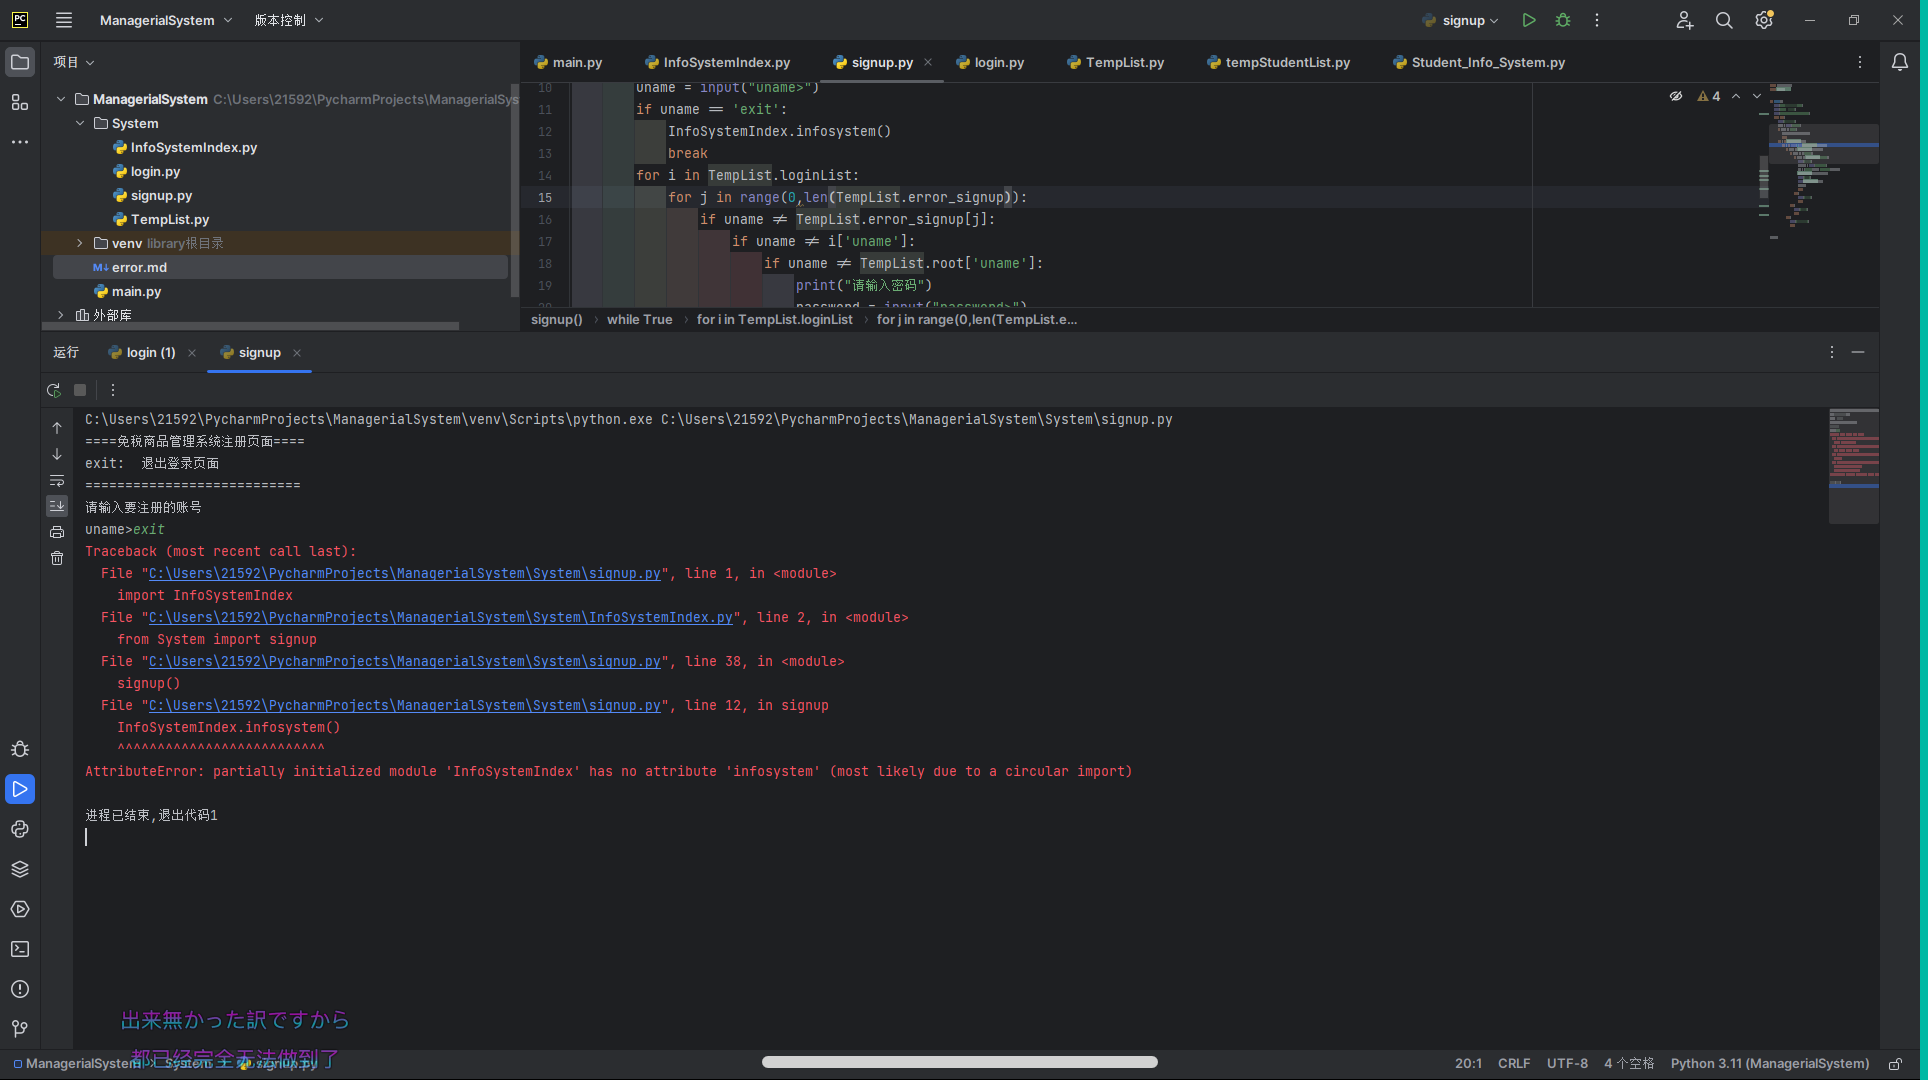 PC ManagerialSystem 版本控制 signup
项目
main.py InfoSystemIndex.py signup.py login.py TempList.py tempStudentList.py Student_Info_System.py
ManagerialSystem C:\Users\21592\PycharmProjects\ManagerialSys
System
InfoSystemIndex.py
login.py
signup.py
TempList.py
venv library根目录
error.md
main.py
外部库
4
10 uname = input("uname>")
11 if uname == 'exit':
12 InfoSystemIndex.infosystem()
13 break
14 for i in TempList.loginList:
15 for j in range(0,len(TempList.error_signup)):
16 if uname ≠ TempList.error_signup[j]:
17 if uname ≠ i['uname']:
18 if uname ≠ TempList.root['uname']:
19 print("请输入密码")
20 password = input("password>")
signup() > while True > for i in TempList.loginList > for j in range(0,len(TempList.e...
运行 login (1) signup
C:\Users\21592\PycharmProjects\ManagerialSystem\venv\Scripts\python.exe C:\Users\21592\PycharmProjects\ManagerialSystem\System\signup.py
====免税商品管理系统注册页面====
exit: 退出登录页面
===========================
请输入要注册的账号
uname>exit
Traceback (most recent call last):
File "C:\Users\21592\PycharmProjects\ManagerialSystem\System\signup.py", line 1, in <module>
import InfoSystemIndex
File "C:\Users\21592\PycharmProjects\ManagerialSystem\System\InfoSystemIndex.py", line 2, in <module>
from System import signup
File "C:\Users\21592\PycharmProjects\ManagerialSystem\System\signup.py", line 38, in <module>
signup()
File "C:\Users\21592\PycharmProjects\ManagerialSystem\System\signup.py", line 12, in signup
InfoSystemIndex.infosystem()
^^^^^^^^^^^^^^^^^^^^^^^^^^
AttributeError: partially initialized module 'InfoSystemIndex' has no attribute 'infosystem' (most likely due to a circular import)
进程已结束,退出代码1
出来無かった訳ですから
都已经完全无法做到了
ManagerialSystem > System > signup.py
20:1 CRLF UTF-8 4 个空格 Python 3.11 (ManagerialSystem)